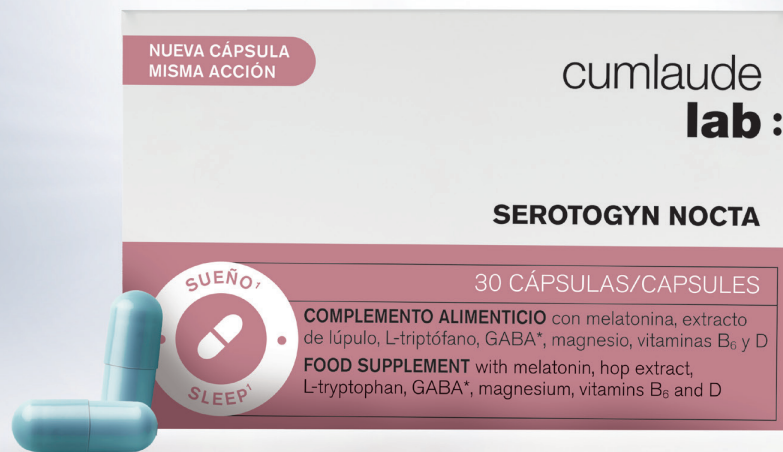 NUEVA CÁPSULA
MISMA ACCIÓN
cumlaude
lab:
SEROTOGYN NOCTA
SUEÑO¹
SLEEP¹
30 CÁPSULAS/CAPSULES
COMPLEMENTO ALIMENTICIO con melatonina, extracto
de lúpulo, L-triptófano, GABA*, magnesio, vitaminas B₆ y D
FOOD SUPPLEMENT with melatonin, hop extract,
L-tryptophan, GABA*, magnesium, vitamins B₆ and D